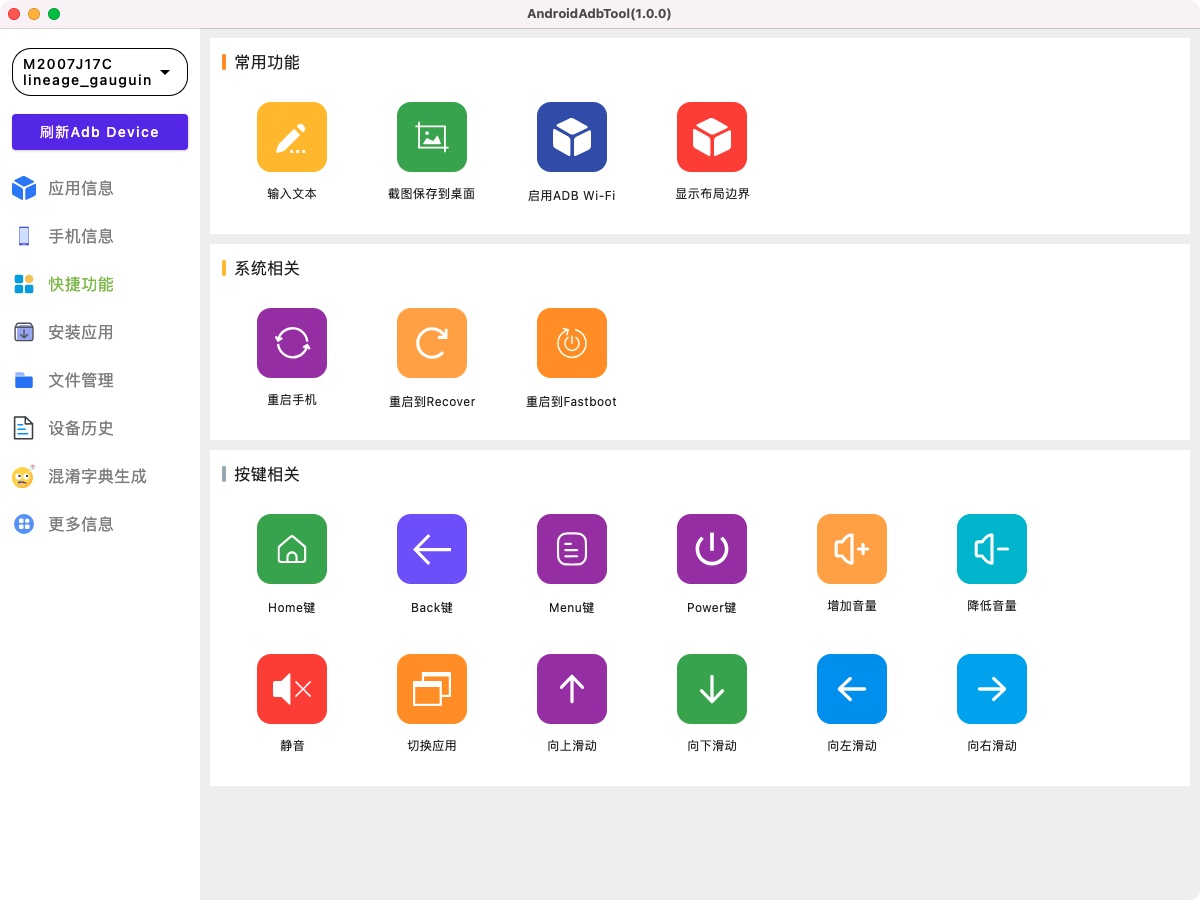 AndroidAdbTool(1.0.0)
M2007J17C
lineage_gauguin
刷新Adb Device
应用信息
手机信息
快捷功能
安装应用
文件管理
设备历史
混淆字典生成
更多信息
常用功能
输入文本
截图保存到桌面
启用ADB Wi-Fi
显示布局边界
系统相关
重启手机
重启到Recover
重启到Fastboot
按键相关
Home键
Back键
Menu键
Power键
增加音量
降低音量
静音
切换应用
向上滑动
向下滑动
向左滑动
向右滑动